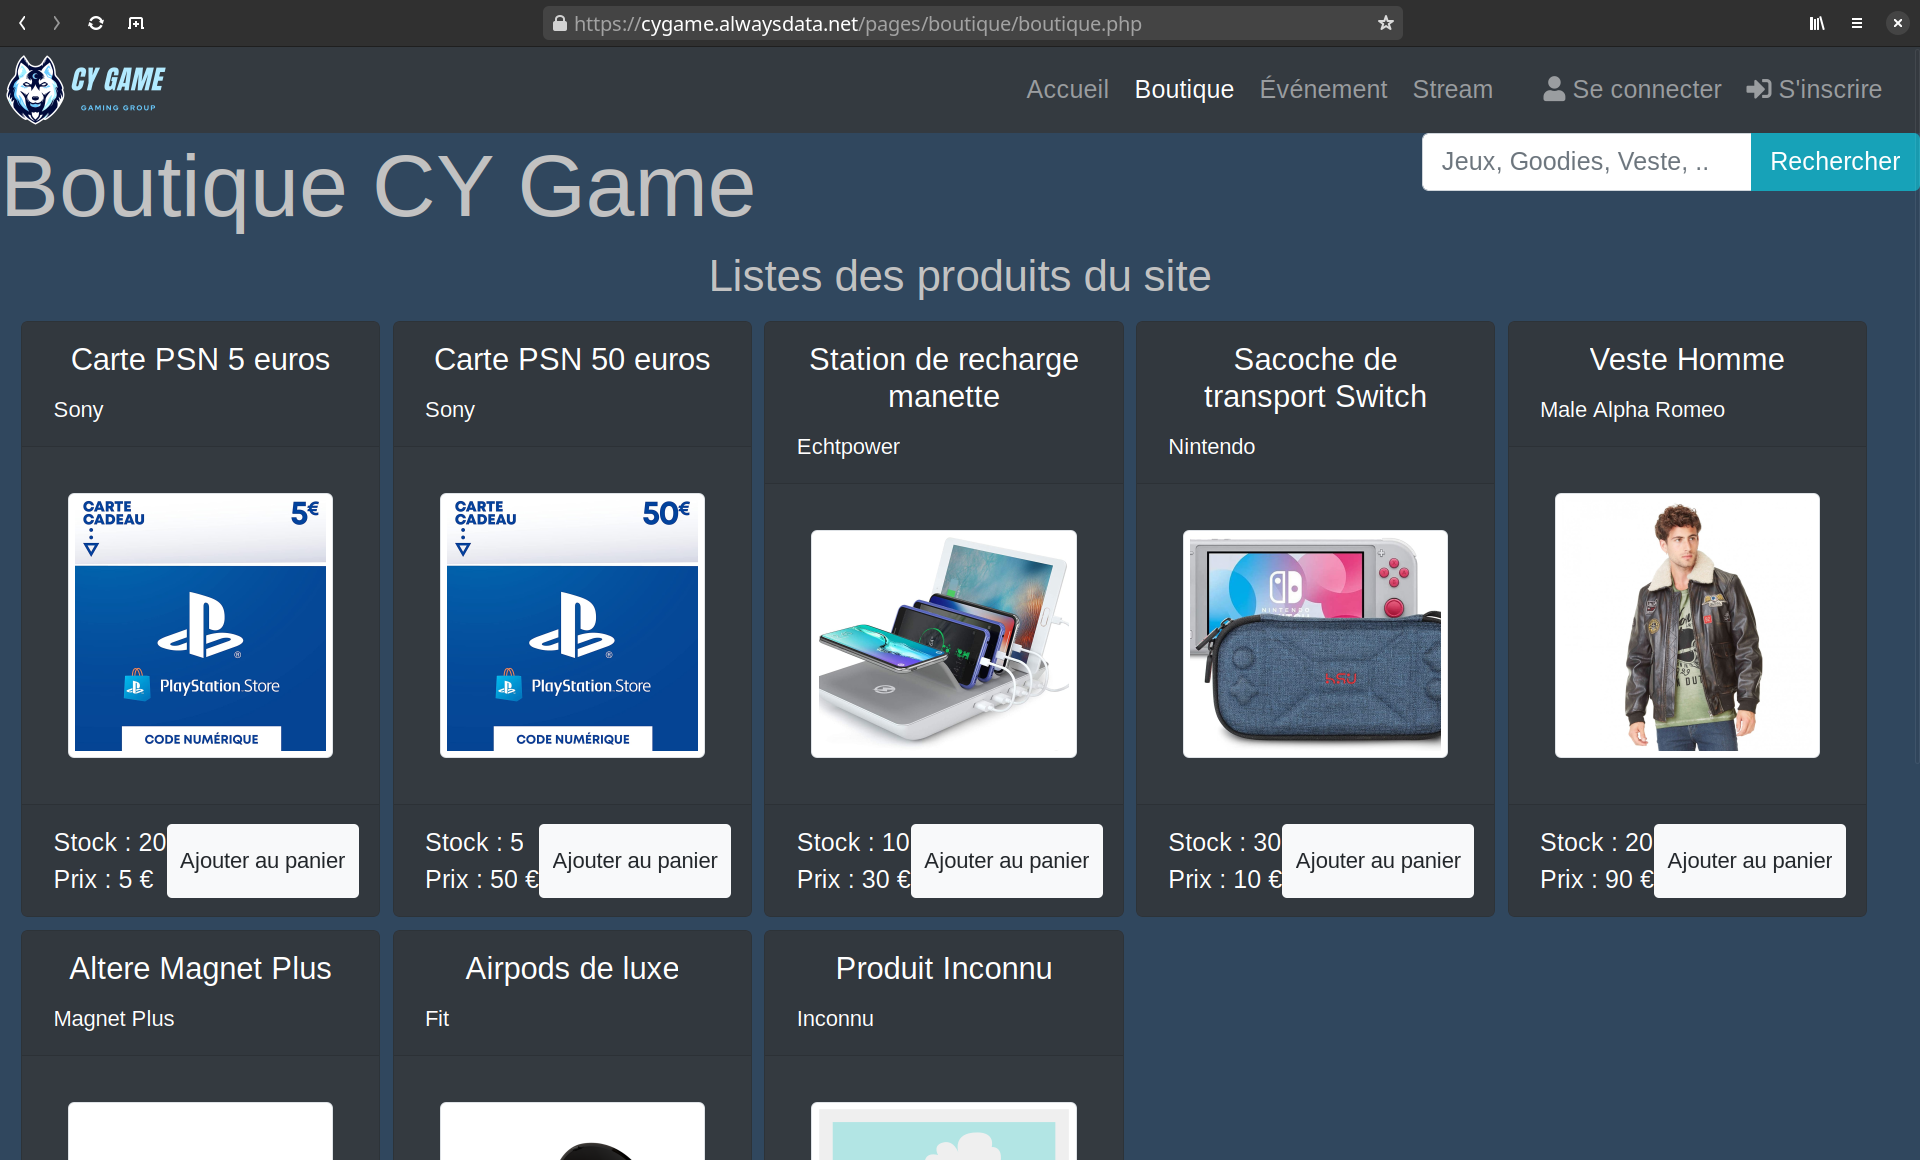 https://cygame.alwaysdata.net/pages/boutique/boutique.php
CY GAME
GAMING GROUP
Accueil Boutique Événement Stream Se connecter S'inscrire
Jeux, Goodies, Veste, .. Rechercher
Boutique CY Game
Listes des produits du site
Carte PSN 5 euros
Sony
CARTE
CADEAU
5€
PlayStation.Store
CODE NUMÉRIQUE
Stock : 20
Prix : 5 €
Ajouter au panier
Carte PSN 50 euros
Sony
CARTE
CADEAU
50€
PlayStation.Store
CODE NUMÉRIQUE
Stock : 5
Prix : 50 €
Ajouter au panier
Station de recharge
manette
Echtpower
Stock : 10
Prix : 30 €
Ajouter au panier
Sacoche de
transport Switch
Nintendo
NINTENDO
Stock : 30
Prix : 10 €
Ajouter au panier
Veste Homme
Male Alpha Romeo
Stock : 20
Prix : 90 €
Ajouter au panier
Altere Magnet Plus
Magnet Plus
Airpods de luxe
Fit
Produit Inconnu
Inconnu